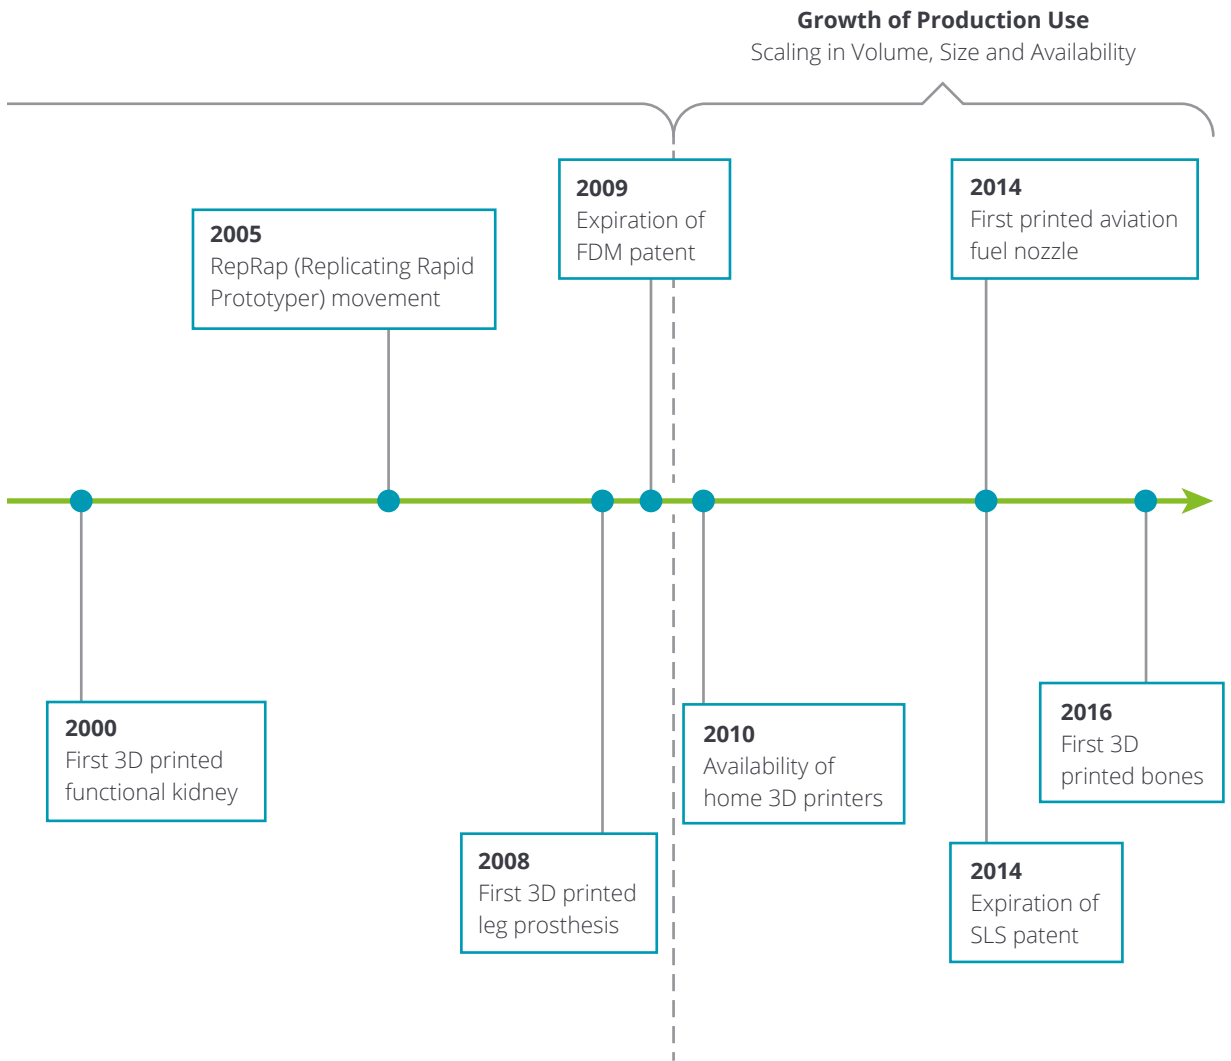 Growth of Production Use
Scaling in Volume, Size and Availability
2009
Expiration of
FDM patent
2014
First printed aviation
fuel nozzle
2005
RepRap (Replicating Rapid
Prototyper) movement
2000
First 3D printed
functional kidney
2008
First 3D printed
leg prosthesis
2010
Availability of
home 3D printers
2016
First 3D
printed bones
2014
Expiration of
SLS patent